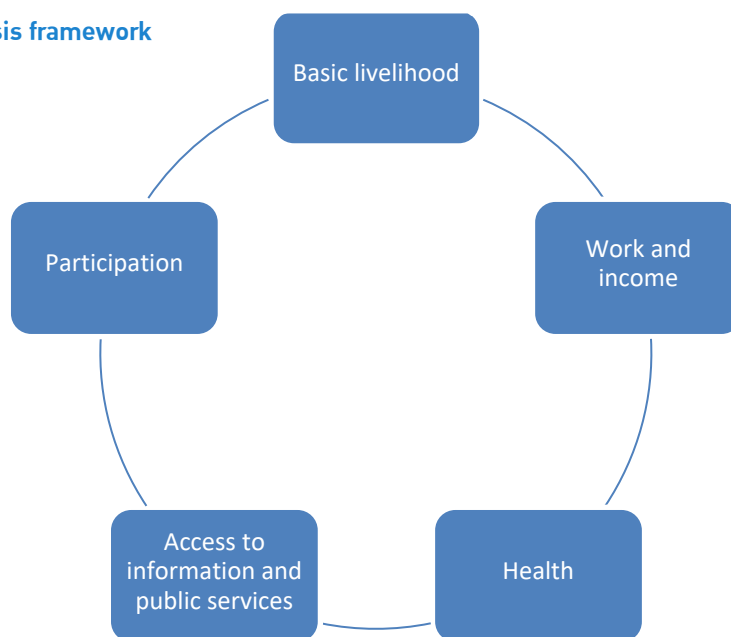 sis framework
Basic livelihood
Work and
income
Health
Access to
information and
public services
Participation